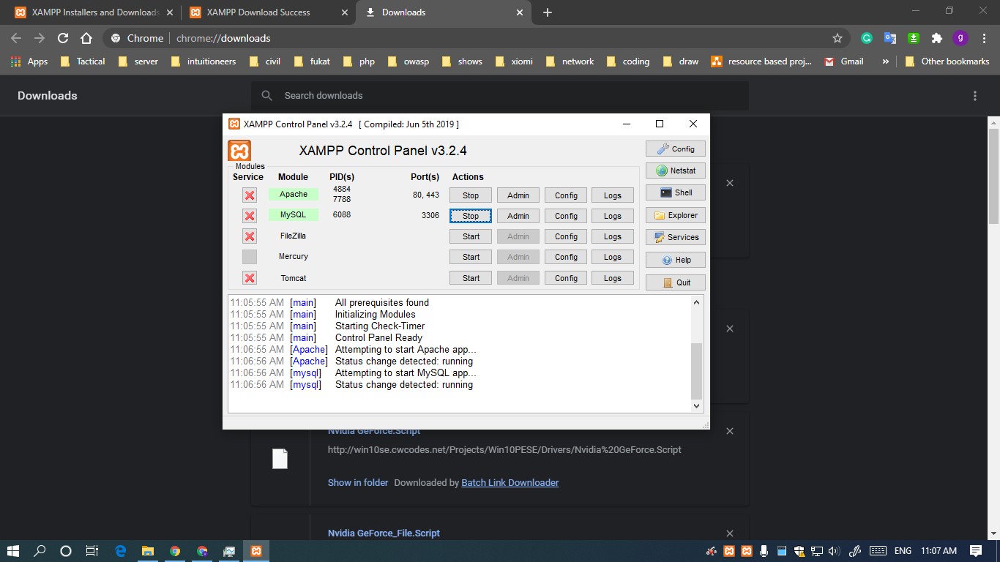 XAMPP Installers and Downloads
XAMPP Download Success
Downloads
Chrome
chrome://downloads
g
Apps
Tactical
server
intuitioneers
civil
fukat
php
owasp
shows
xiomi
network
coding
draw
resource based proj...
Gmail
»
Other bookmarks
Downloads
Search downloads
XAMPP Control Panel v3.2.4 [ Compiled: Jun 5th 2019 ]
XAMPP Control Panel v3.2.4
Config
Modules
Service Module PID(s) Port(s) Actions
Netstat
Apache 4884 7788 80, 443 Stop Admin Config Logs
Shell
MySQL 6088 3306 Stop Admin Config Logs
Explorer
FileZilla Start Admin Config Logs
Services
Mercury Start Admin Config Logs
Help
Tomcat Start Admin Config Logs
Quit
11:05:55 AM [main] All prerequisites found
11:05:55 AM [main] Initializing Modules
11:05:55 AM [main] Starting Check-Timer
11:05:55 AM [main] Control Panel Ready
11:06:55 AM [Apache] Attempting to start Apache app...
11:06:56 AM [Apache] Status change detected: running
11:06:56 AM [mysql] Attempting to start MySQL app...
11:06:56 AM [mysql] Status change detected: running
Nvidia GeForce.Script
http://win10se.cwcodes.net/Projects/Win10PESE/Drivers/Nvidia%20GeForce.Script
Show in folder Downloaded by Batch Link Downloader
Nvidia GeForce_File.Script
ENG 11:07 AM